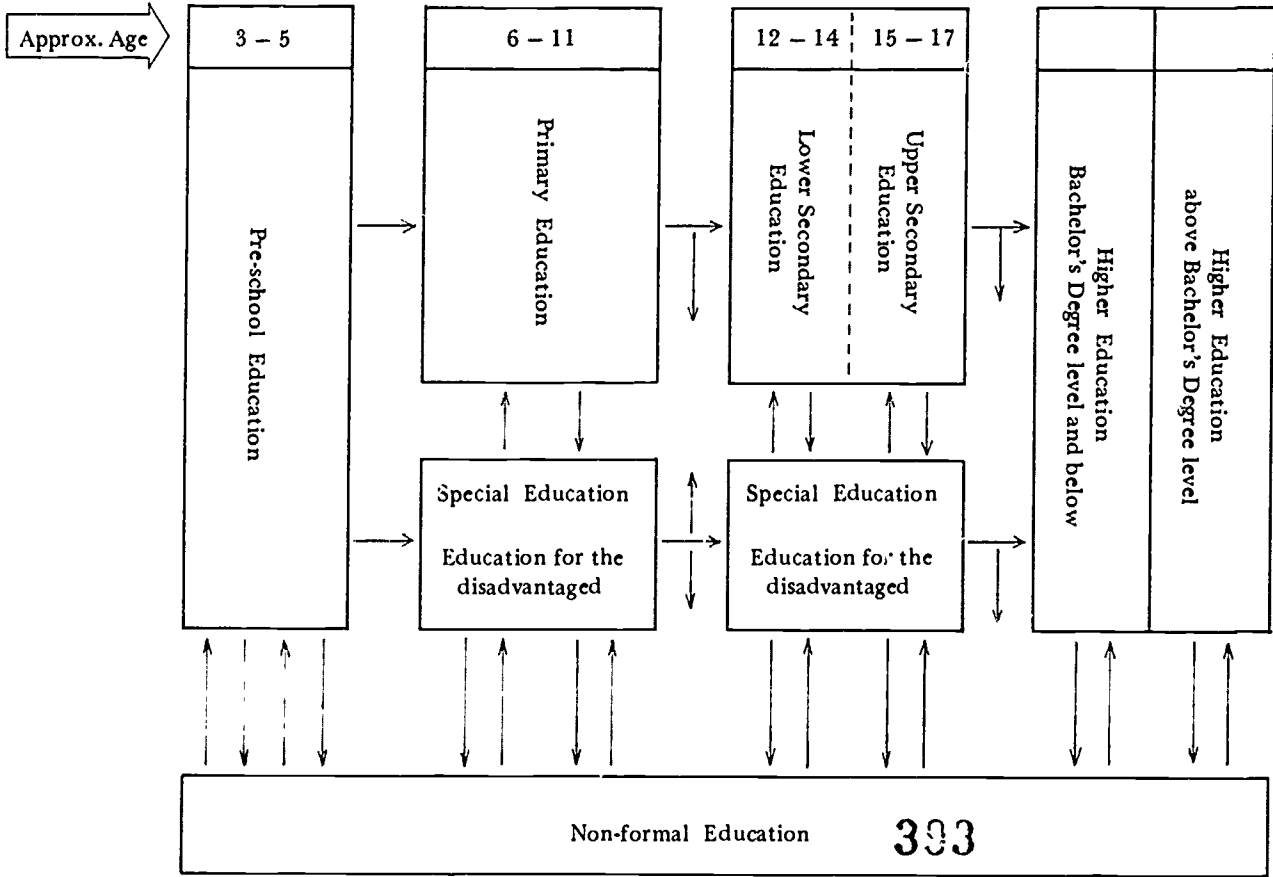 Approx. Age
3 – 5
6 – 11
12 – 14
15 – 17
Pre-school Education
Primary Education
Lower Secondary
Education
Upper Secondary
Education
Higher Education
Bachelor's Degree level and below
Higher Education
above Bachelor's Degree level
Special Education
Education for the
disadvantaged
Special Education
Education for the
disadvantaged
Non-formal Education